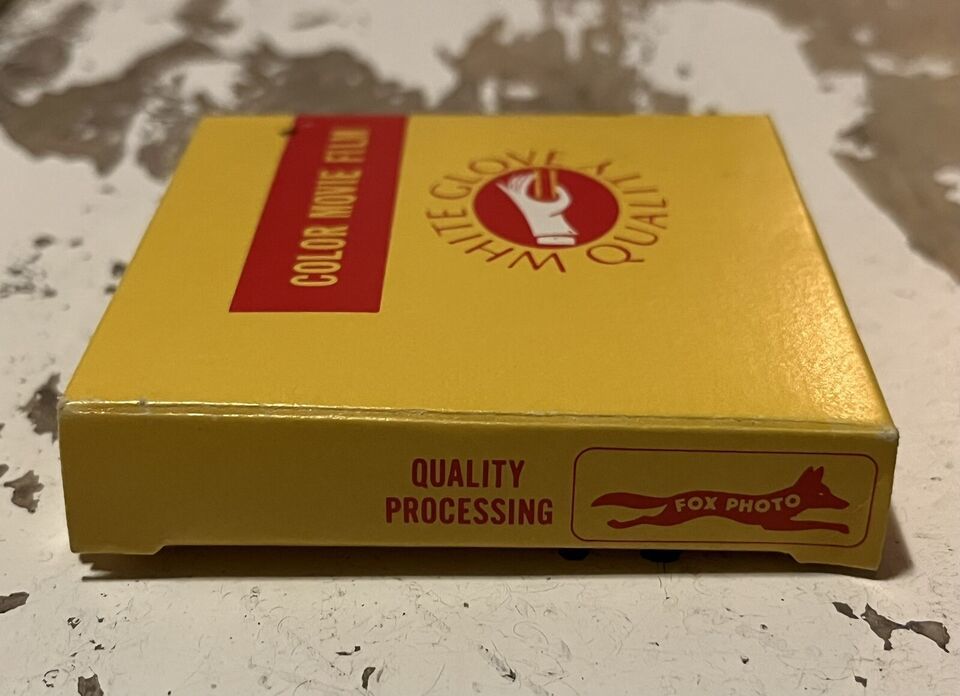 COLOR MOVIE FILM
WHITE GLOVE QUALITY
QUALITY
PROCESSING
FOX PHOTO